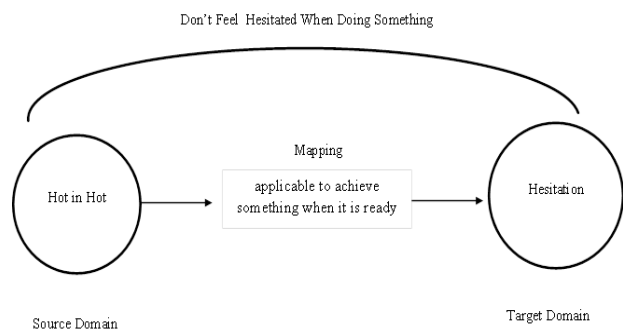 Don't Feel Hesitated When Doing Something
Mapping
Hot in Hot
applicable to achieve
something when it is ready
Hesitation
Source Domain
Target Domain